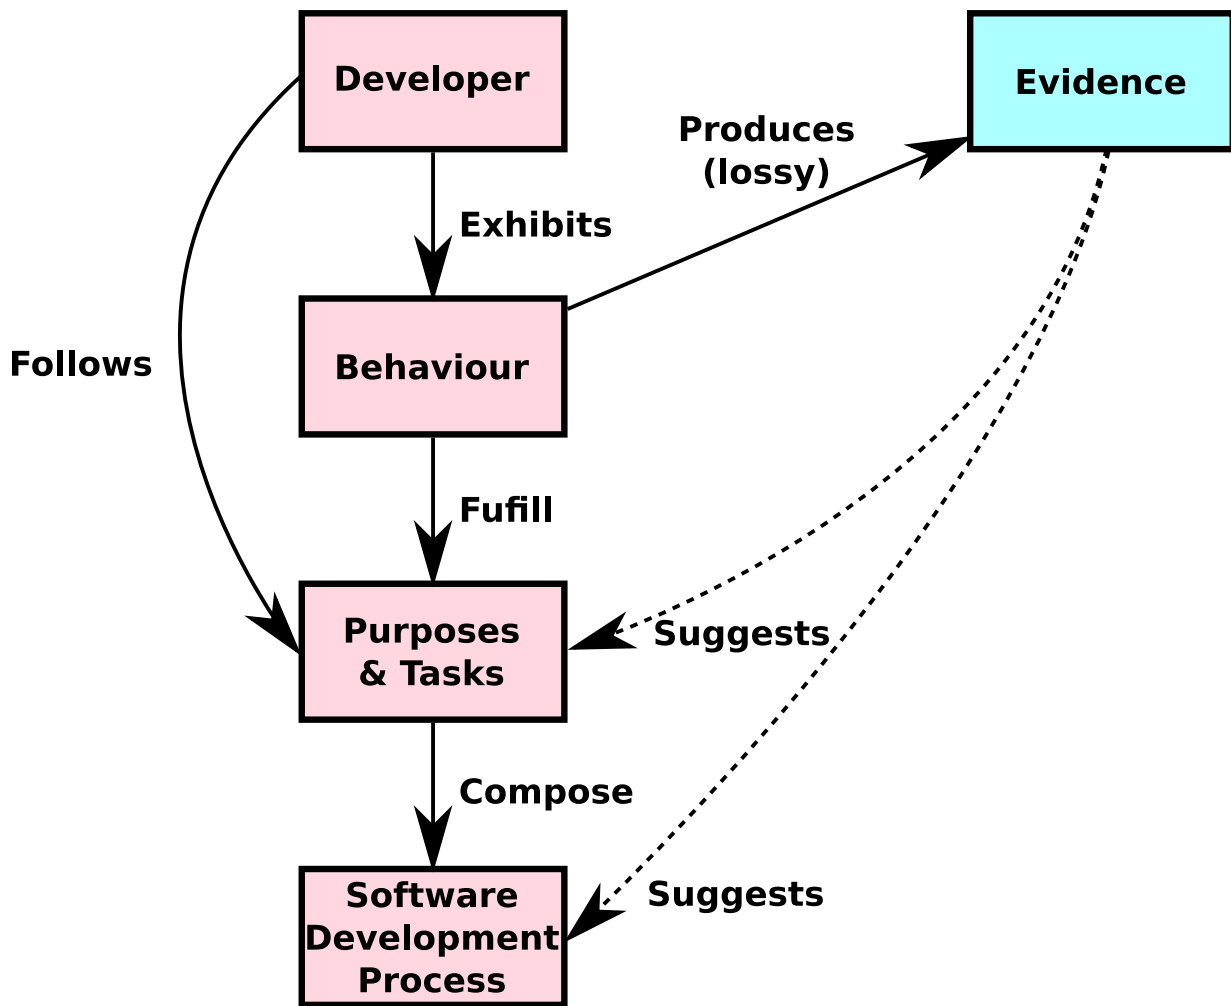 Developer
Evidence
Produces
(lossy)
Exhibits
Follows
Behaviour
Fufill
Purposes
& Tasks
Suggests
Compose
Software
Development
Process
Suggests